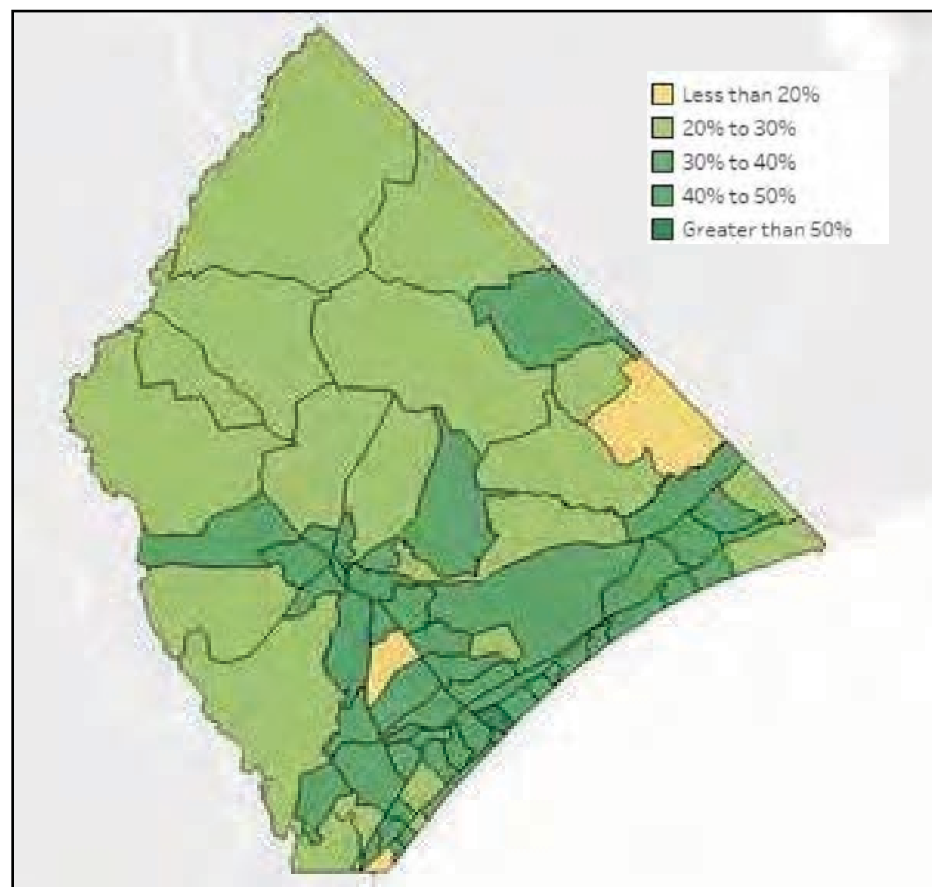 Less than 20%
20% to 30%
30% to 40%
40% to 50%
Greater than 50%